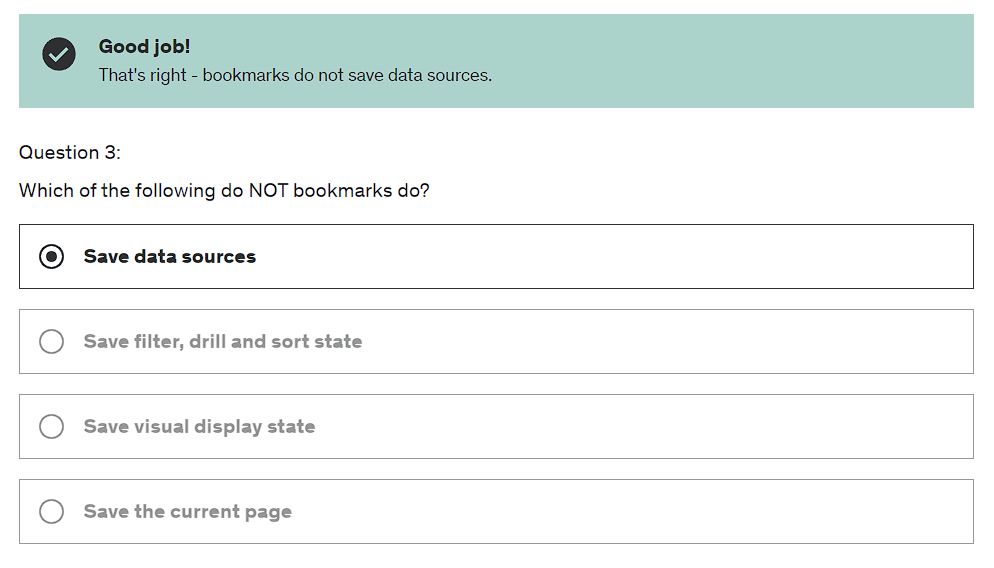 Good job!
That's right - bookmarks do not save data sources.
Question 3:
Which of the following do NOT bookmarks do?
Save data sources
Save filter, drill and sort state
Save visual display state
Save the current page